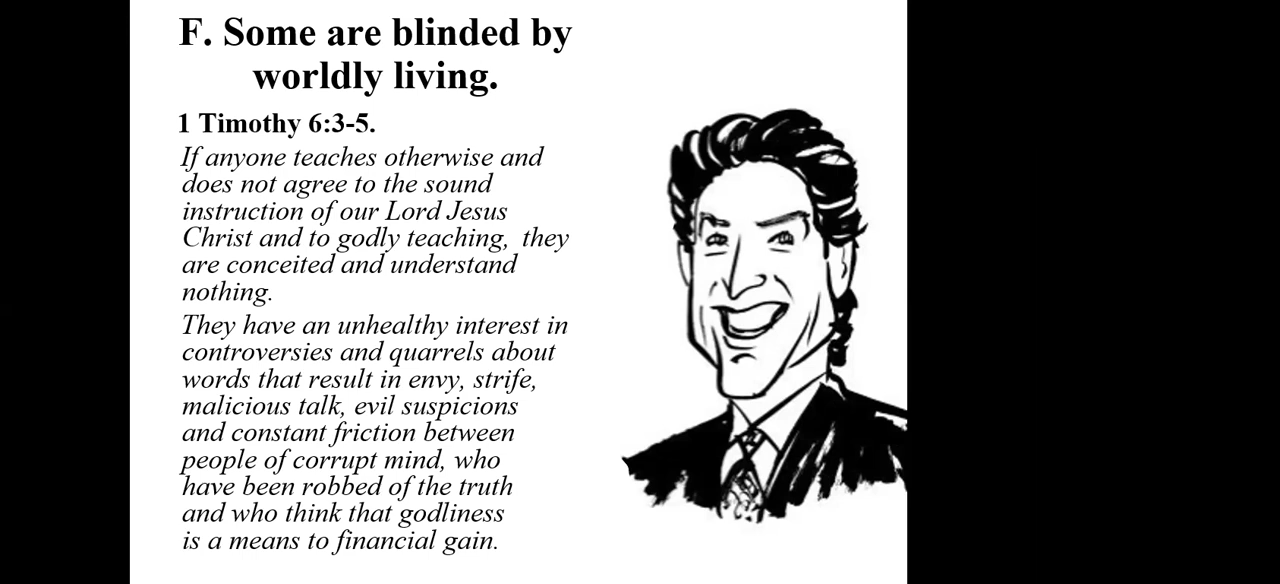 F. Some are blinded by
worldly living.
1 Timothy 6:3-5.
If anyone teaches otherwise and
does not agree to the sound
instruction of our Lord Jesus
Christ and to godly teaching, they
are conceited and understand
nothing.
They have an unhealthy interest in
controversies and quarrels about
words that result in envy, strife,
malicious talk, evil suspicions
and constant friction between
people of corrupt mind, who
have been robbed of the truth
and who think that godliness
is a means to financial gain.